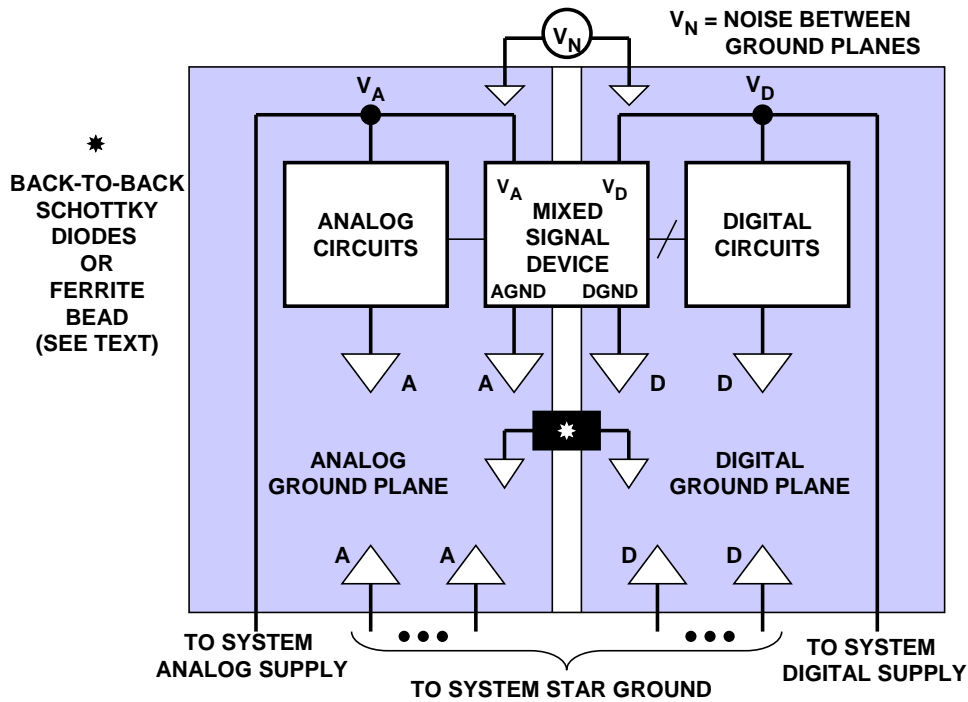 V_N = NOISE BETWEEN
GROUND PLANES
V_N
V_A
V_D
✷
BACK-TO-BACK
SCHOTTKY
DIODES
OR
FERRITE
BEAD
(SEE TEXT)
ANALOG
CIRCUITS
V_A V_D
MIXED
SIGNAL
DEVICE
AGND DGND
DIGITAL
CIRCUITS
A A D D
✷
ANALOG
GROUND PLANE
DIGITAL
GROUND PLANE
A A D D
TO SYSTEM
ANALOG SUPPLY
TO SYSTEM
DIGITAL SUPPLY
TO SYSTEM STAR GROUND